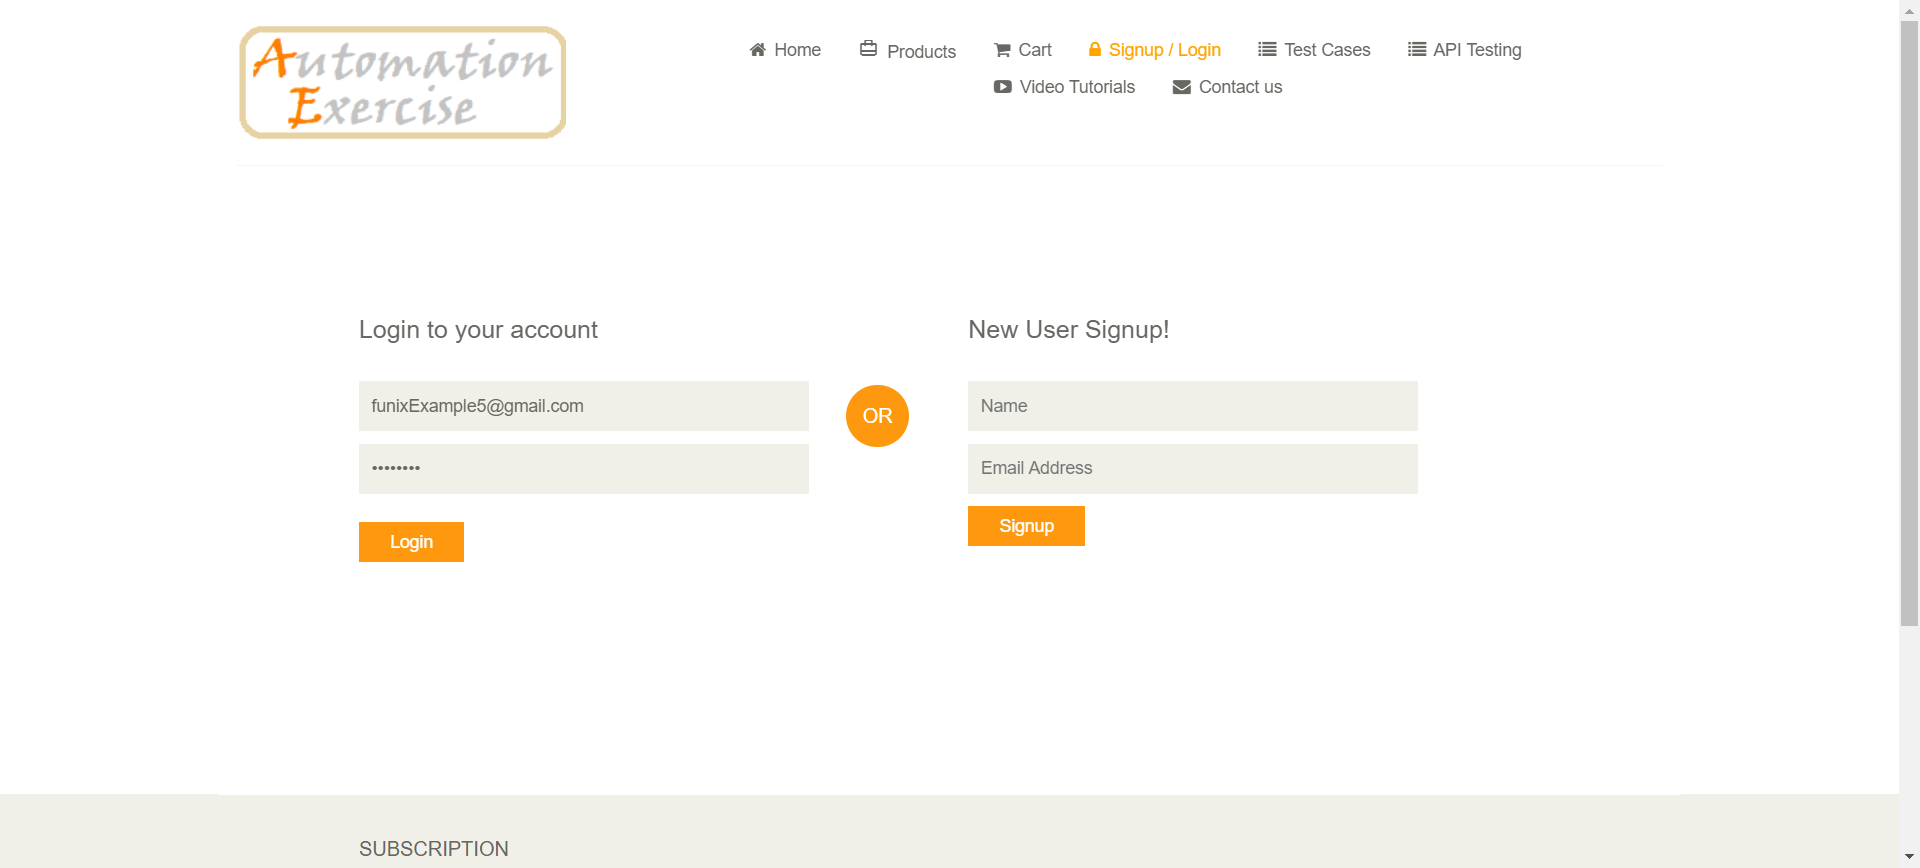 Automation
Exercise
Home
Products
Cart
Signup / Login
Test Cases
API Testing
Video Tutorials
Contact us
Login to your account
funixExample5@gmail.com
••••••••
Login
OR
New User Signup!
Name
Email Address
Signup
SUBSCRIPTION